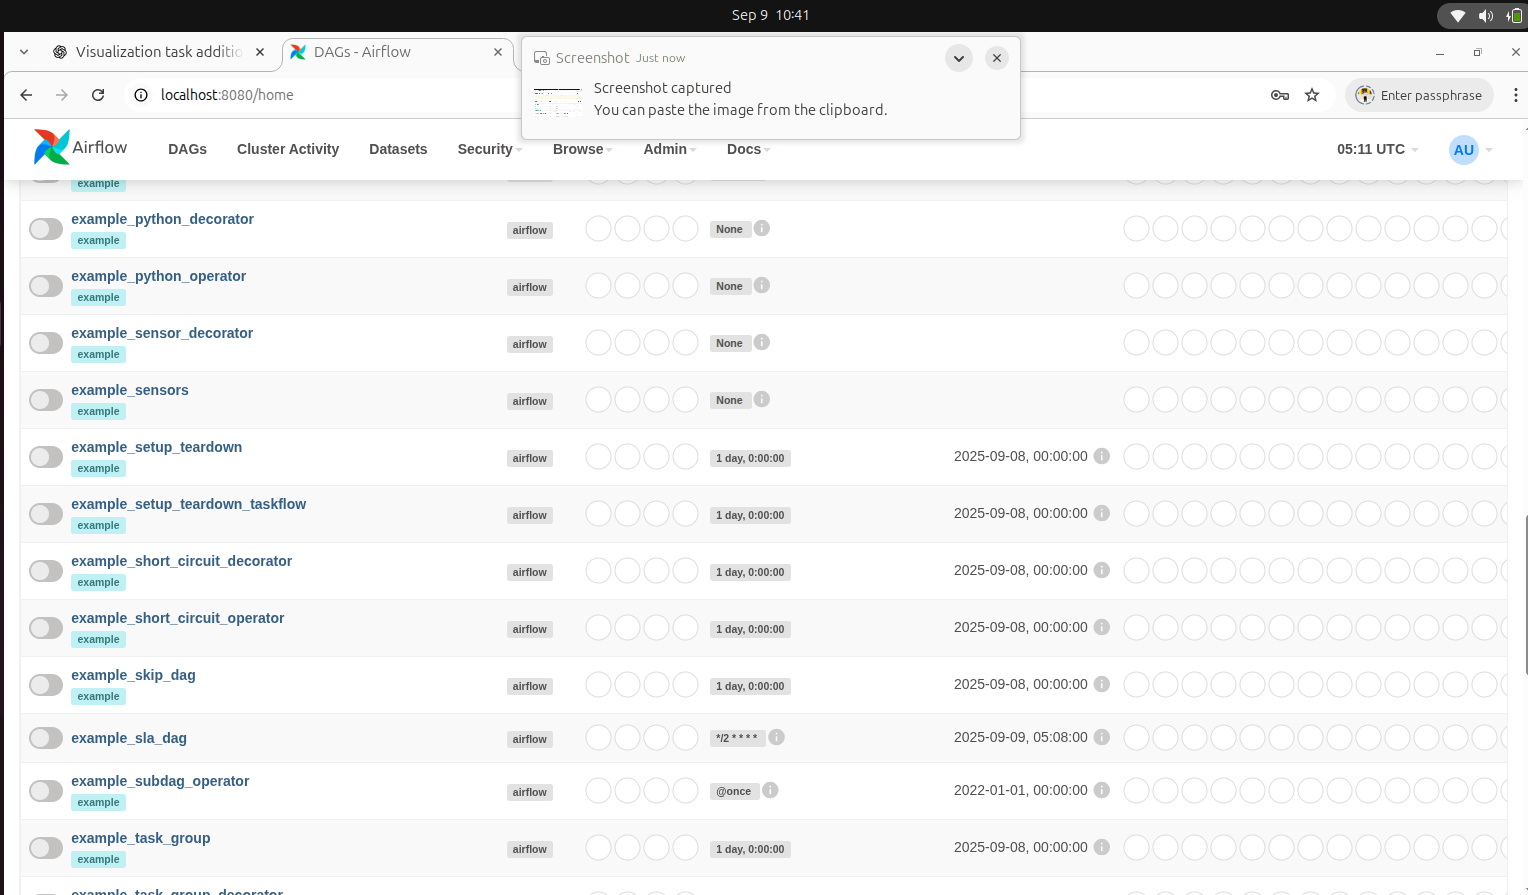 Sep 9 10:41
Visualization task additio
DAGs - Airflow
Screenshot Just now
Screenshot captured
You can paste the image from the clipboard.
localhost:8080/home
Enter passphrase
Airflow DAGs Cluster Activity Datasets Security Browse Admin Docs 05:11 UTC AU
example
example_python_decorator
example
airflow None
example_python_operator
example
airflow None
example_sensor_decorator
example
airflow None
example_sensors
example
airflow None
example_setup_teardown
example
airflow 1 day, 0:00:00 2025-09-08, 00:00:00
example_setup_teardown_taskflow
example
airflow 1 day, 0:00:00 2025-09-08, 00:00:00
example_short_circuit_decorator
example
airflow 1 day, 0:00:00 2025-09-08, 00:00:00
example_short_circuit_operator
example
airflow 1 day, 0:00:00 2025-09-08, 00:00:00
example_skip_dag
example
airflow 1 day, 0:00:00 2025-09-08, 00:00:00
example_sla_dag airflow */2 * * * * 2025-09-09, 05:08:00
example_subdag_operator
example
airflow @once 2022-01-01, 00:00:00
example_task_group
example
airflow 1 day, 0:00:00 2025-09-08, 00:00:00
example_task_group_decorator